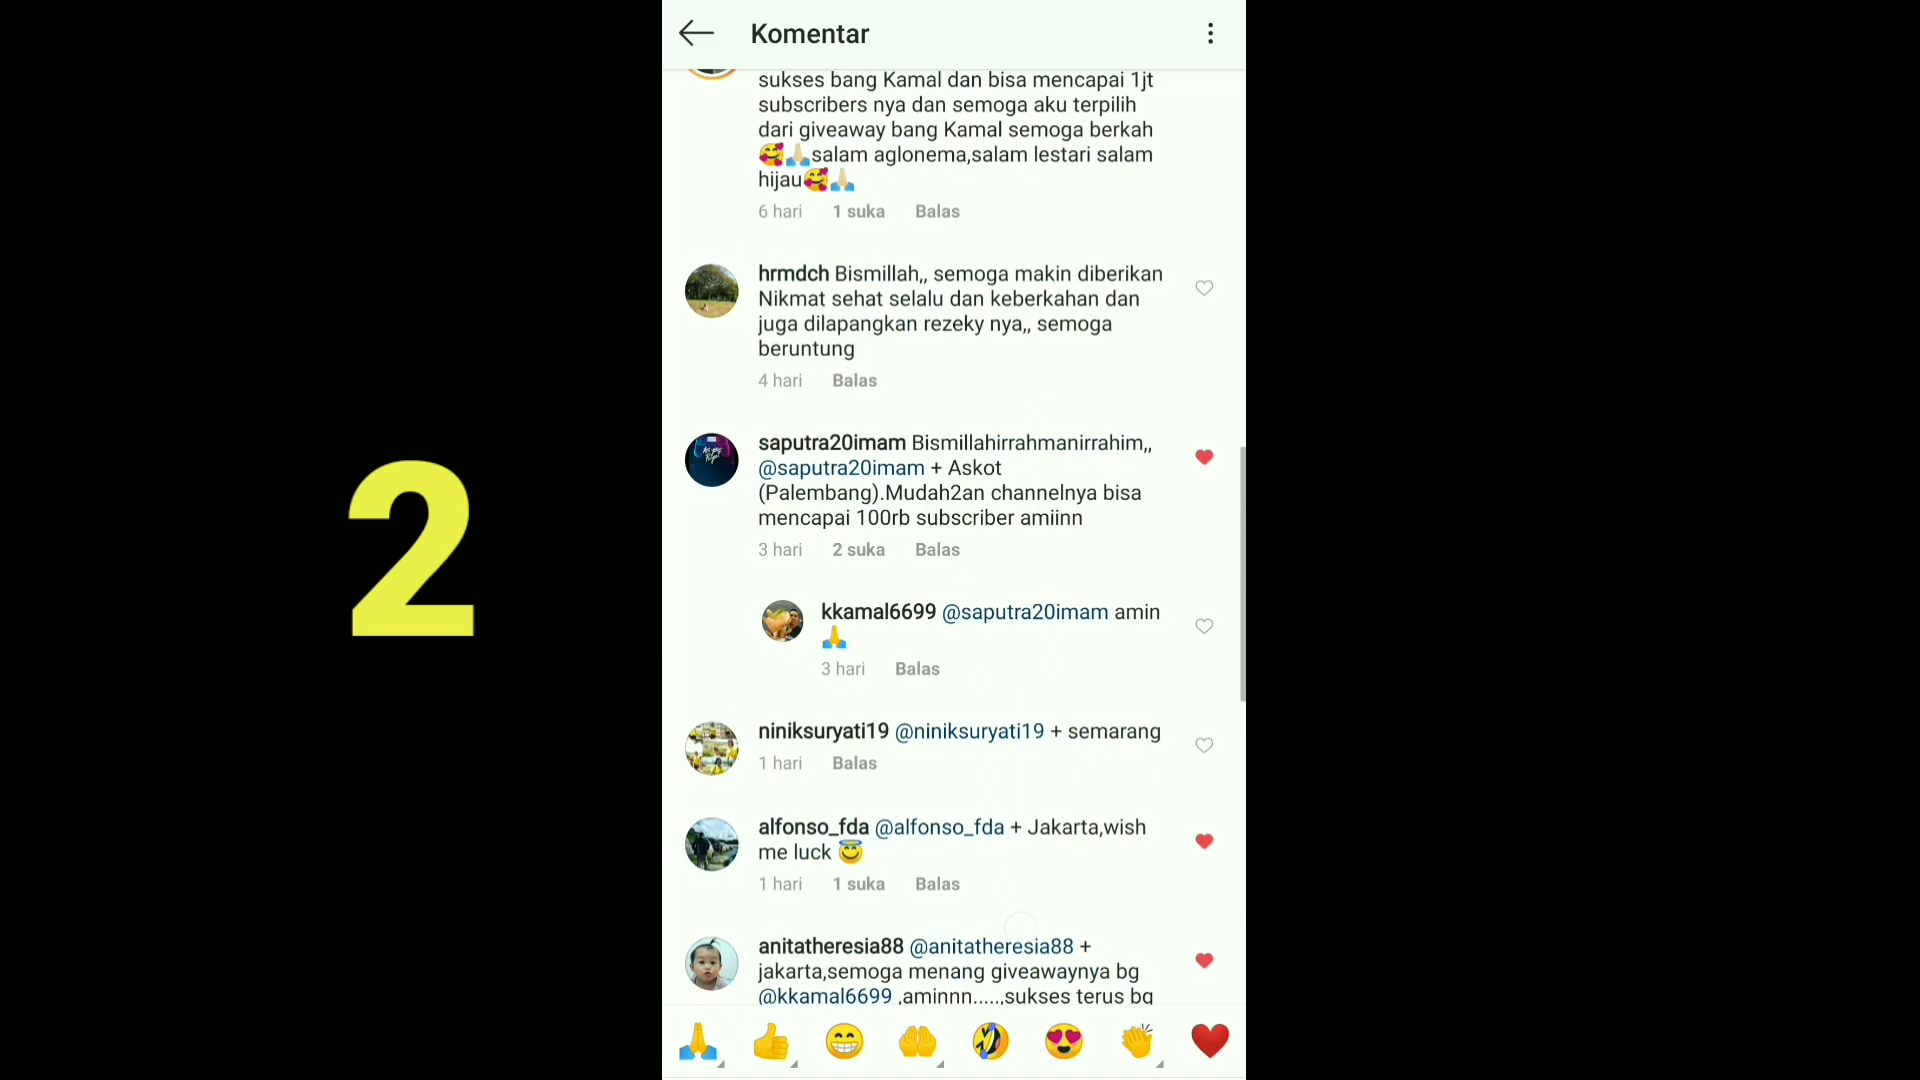 Komentar
sukses bang Kamal dan bisa mencapai 1jt
subscribers nya dan semoga aku terpilih
dari giveaway bang Kamal semoga berkah
🥰🙏🏼salam aglonema,salam lestari salam
hijau🥰🙏🏼
6 hari 1 suka Balas
hrmdch Bismillah,, semoga makin diberikan
Nikmat sehat selalu dan keberkahan dan
juga dilapangkan rezeky nya,, semoga
beruntung
4 hari Balas
saputra20imam Bismillahirrahmanirrahim,,
@saputra20imam + Askot
(Palembang).Mudah2an channelnya bisa
mencapai 100rb subscriber amiinn
3 hari 2 suka Balas
2
kkamal6699 @saputra20imam amin
🙏
3 hari Balas
niniksuryati19 @niniksuryati19 + semarang
1 hari Balas
alfonso_fda @alfonso_fda + Jakarta,wish
me luck 😇
1 hari 1 suka Balas
anitatheresia88 @anitatheresia88 +
jakarta,semoga menang giveawaynya bg
@kkamal6699 ,aminnn.....,sukses terus bg